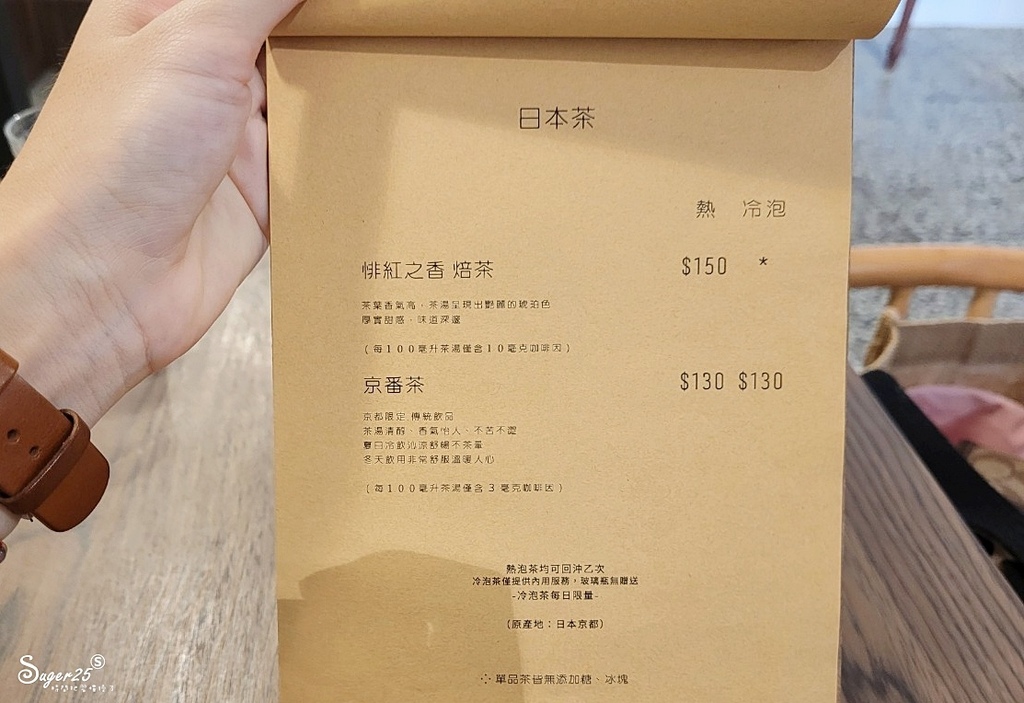 日本茶
熱 冷泡
緋紅之香 焙茶 $150 *
茶葉香氣高，茶湯呈現出艷麗的琥珀色
厚實甜感，味道深邃
(每100毫升茶湯僅含10毫克咖啡因)
京番茶 $130 $130
京都限定 傳統飲品
茶湯清醇、香氣怡人、不苦不澀
夏日冷飲沁涼舒暢不茶暈
冬天飲用非常舒服溫暖人心
(每100毫升茶湯僅含3毫克咖啡因)
熱泡茶均可回沖乙次
冷泡茶僅提供內用服務，玻璃瓶無贈送
-冷泡茶每日限量-
(原產地：日本京都)
單品茶皆無添加糖、冰塊
Suger25